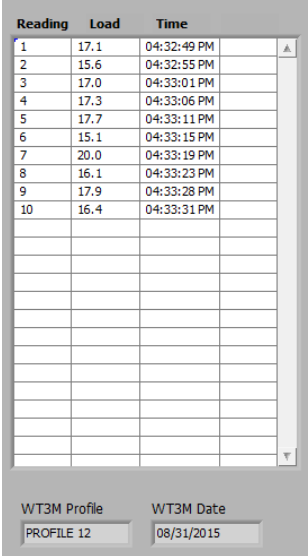 Reading Load Time
1 17.1 04:32:49 PM
2 15.6 04:32:55 PM
3 17.0 04:33:01 PM
4 17.3 04:33:06 PM
5 17.7 04:33:11 PM
6 15.1 04:33:15 PM
7 20.0 04:33:19 PM
8 16.1 04:33:23 PM
9 17.9 04:33:28 PM
10 16.4 04:33:31 PM
WT3M Profile WT3M Date
PROFILE 12 08/31/2015